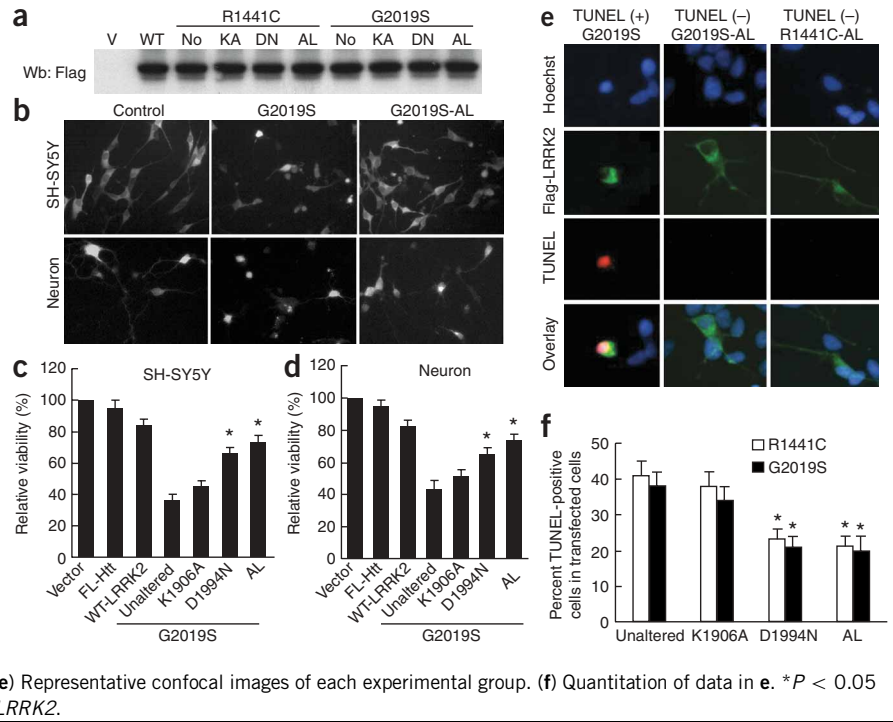 a
R1441C G2019S
V WT No KA DN AL No KA DN AL
Wb: Flag
b
Control G2019S G2019S-AL
SH-SY5Y
Neuron
c
SH-SY5Y
Relative viability (%)
120
100
80
60
40
20
0
* *
Vector FL-Htt WT-LRRK2 Unaltered K1906A D1994N AL
G2019S
d
Neuron
Relative viability (%)
120
100
80
60
40
20
0
* *
Vector FL-Htt WT-LRRK2 Unaltered K1906A D1994N AL
G2019S
e
TUNEL (+) TUNEL (–) TUNEL (–)
G2019S G2019S-AL R1441C-AL
Hoechst
Flag-LRRK2
TUNEL
Overlay
f
Percent TUNEL-positive
cells in transfected cells
50
40
30
20
10
0
R1441C
G2019S
* * * *
Unaltered K1906A D1994N AL
e) Representative confocal images of each experimental group. (f) Quantitation of data in e. *P < 0.05
LRRK2.